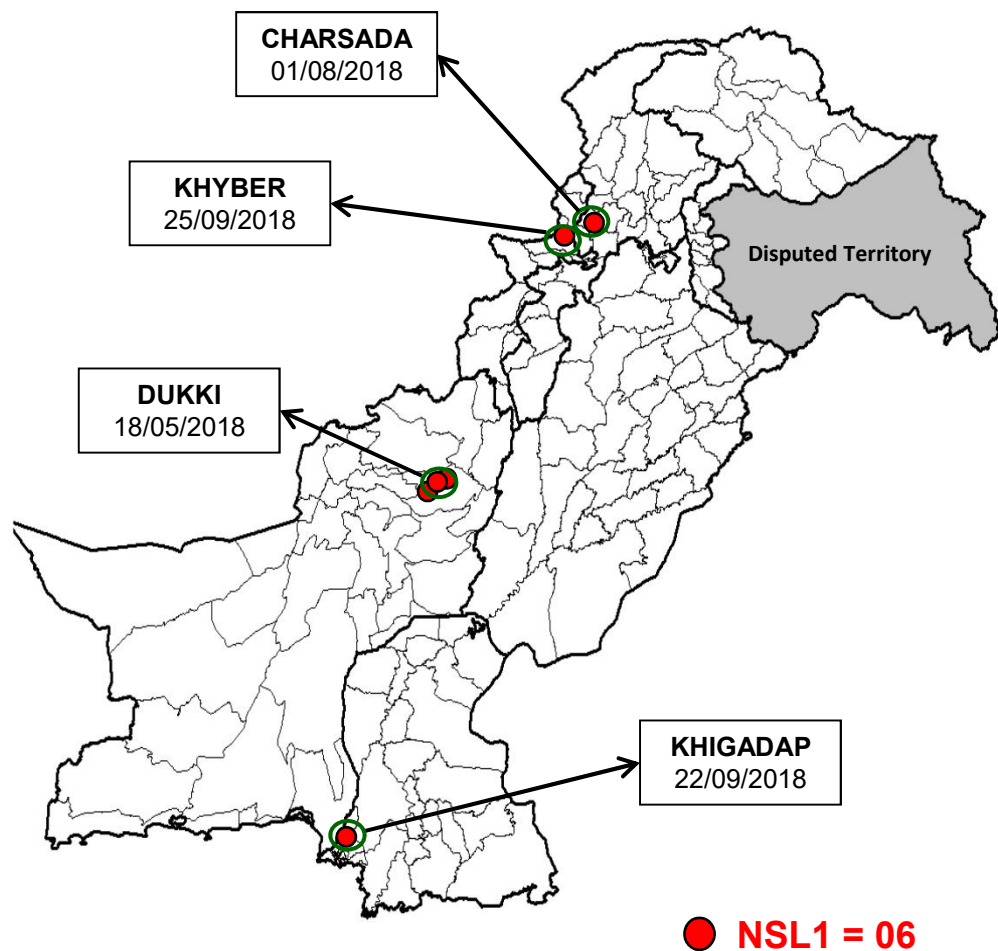 CHARSADA
01/08/2018
KHYBER
25/09/2018
Disputed Territory
DUKKI
18/05/2018
KHIGADAP
22/09/2018
NSL1 = 06